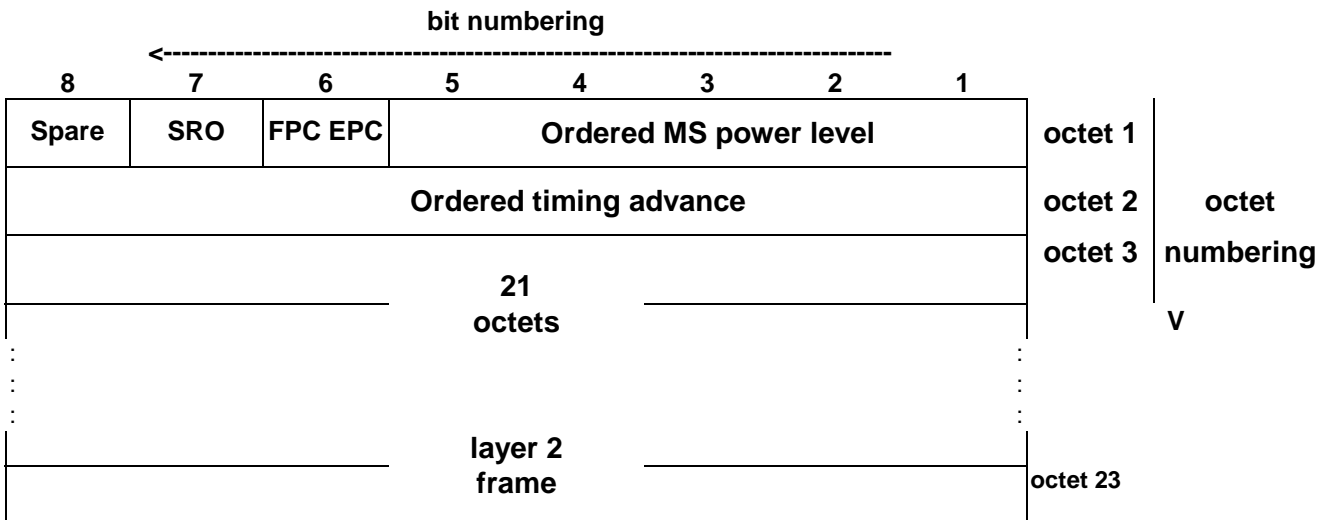 bit numbering
<--------------------------------------------------------------------------------
8 7 6 5 4 3 2 1
Spare SRO FPC EPC Ordered MS power level octet 1
Ordered timing advance octet 2 octet
octet 3 numbering
21
octets V
: :
: :
: :
layer 2
frame octet 23